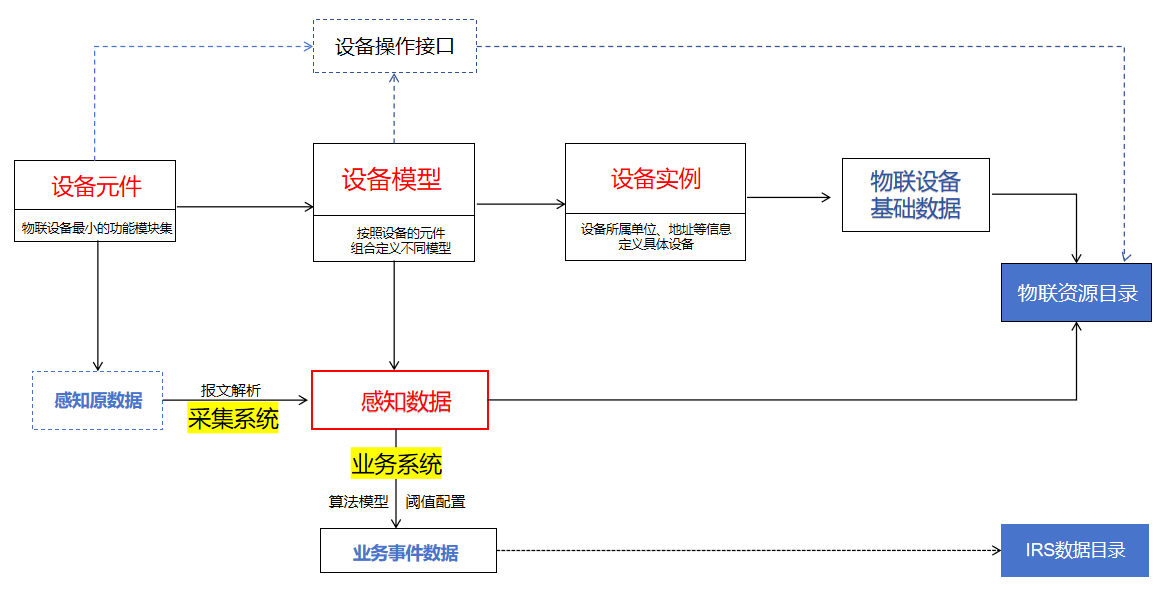 设备操作接口
设备元件
物联设备最小的功能模块集
设备模型
按照设备的元件
组合定义不同模型
设备实例
设备所属单位、地址等信息
定义具体设备
物联设备
基础数据
物联资源目录
感知原数据
报文解析
采集系统
感知数据
业务系统
算法模型 阈值配置
业务事件数据
IRS数据目录